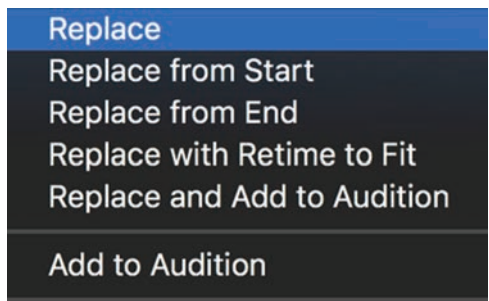 Replace
Replace from Start
Replace from End
Replace with Retime to Fit
Replace and Add to Audition
Add to Audition